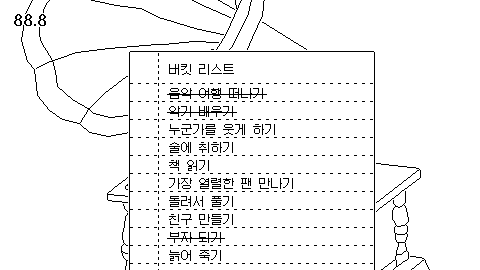 88.8
버킷 리스트
음악 여행 떠나기
악기 배우기
누군가를 웃게 하기
술에 취하기
책 읽기
가장 열렬한 팬 만나기
돌려서 풀기
친구 만들기
부자 되기
늙어 죽기